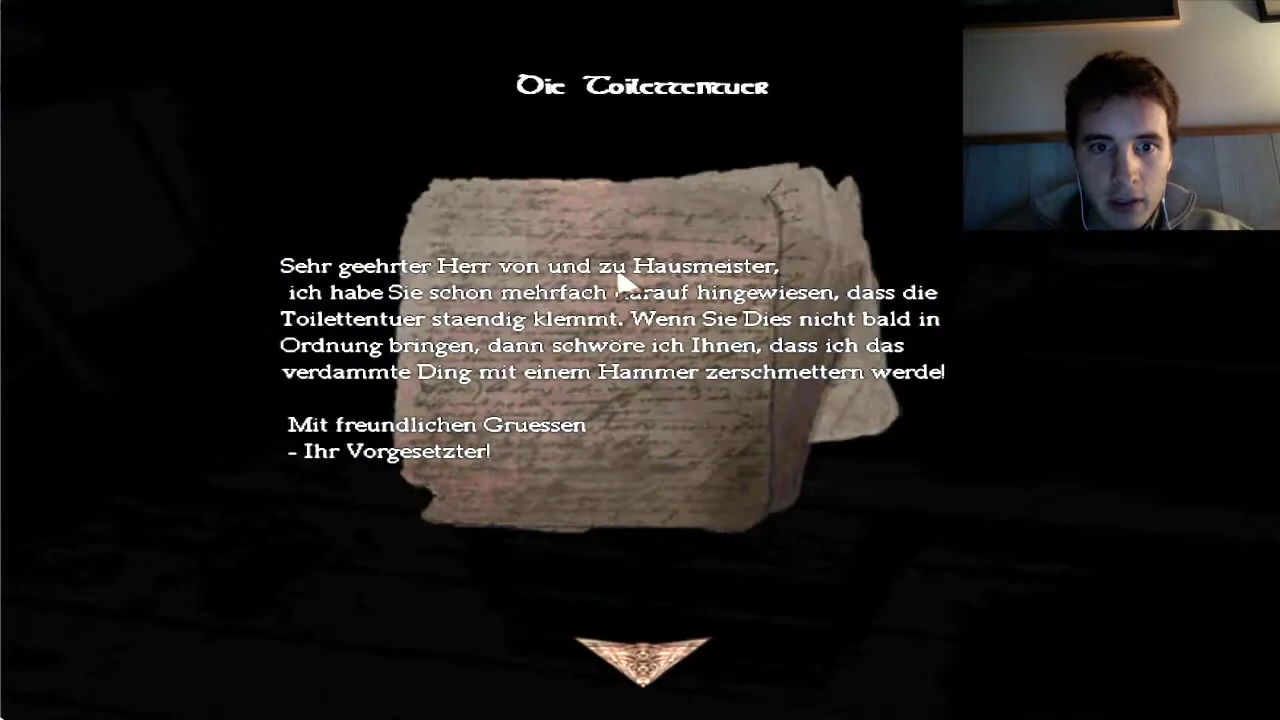 Die Toilettentuer
Sehr geehrter Herr von und zu Hausmeister,
ich habe Sie schon mehrfach darauf hingewiesen, dass die
Toilettentuer staendig klemmt. Wenn Sie Dies nicht bald in
Ordnung bringen, dann schwöre ich Ihnen, dass ich das
verdammte Ding mit einem Hammer zerschmettern werde!
Mit freundlichen Gruessen
- Ihr Vorgesetzter!